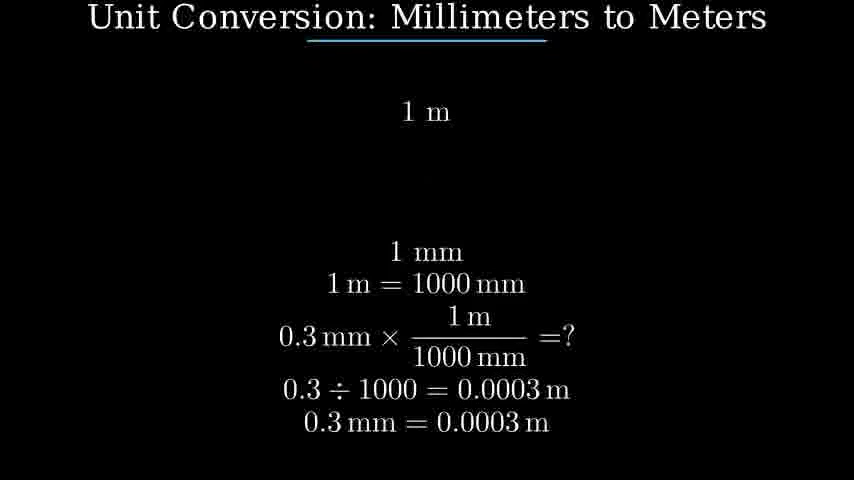 Unit Conversion: Millimeters to Meters
1 m
1 mm
1 m = 1000 mm
0.3 mm × 1 m / 1000 mm =?
0.3 ÷ 1000 = 0.0003 m
0.3 mm = 0.0003 m